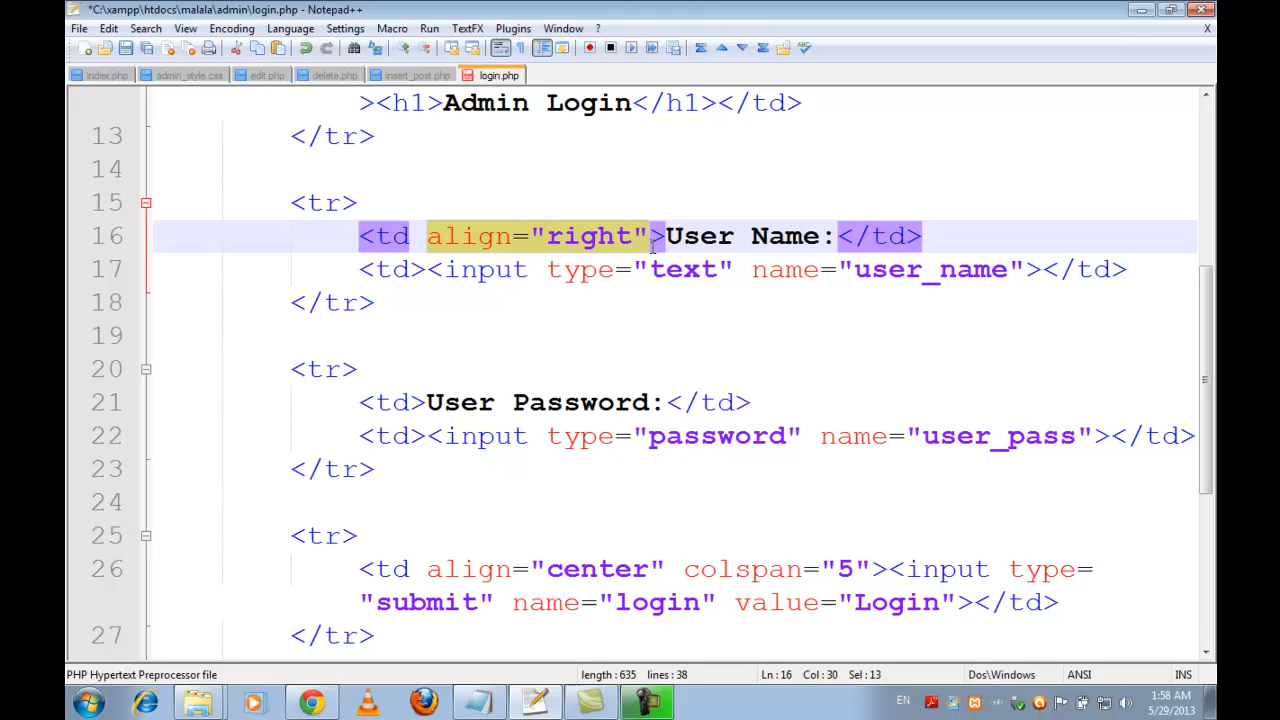 *C:\xampp\htdocs\malala\admin\login.php - Notepad++
File Edit Search View Encoding Language Settings Macro Run TextFX Plugins Window ? X
index.php admin_style.css edit.php delete.php insert_post.php login.php
><h1>Admin Login</h1></td>
13 </tr>
14
15 <tr>
16 <td align="right">User Name:</td>
17 <td><input type="text" name="user_name"></td>
18 </tr>
19
20 <tr>
21 <td>User Password:</td>
22 <td><input type="password" name="user_pass"></td>
23 </tr>
24
25 <tr>
26 <td align="center" colspan="5"><input type=
"submit" name="login" value="Login"></td>
27 </tr>
PHP Hypertext Preprocessor file length : 635 lines : 38 Ln : 16 Col : 30 Sel : 13 Dos\Windows ANSI INS
EN 1:58 AM
5/29/2013